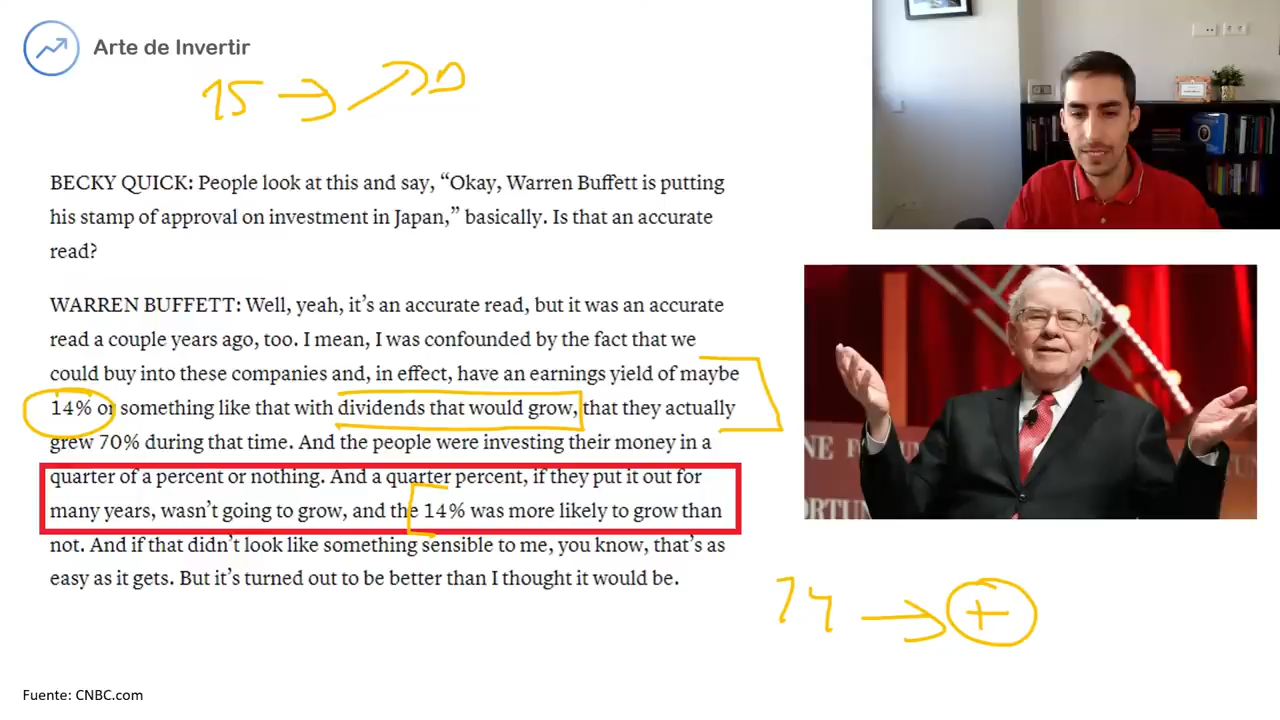 Arte de Invertir
15 →
BECKY QUICK: People look at this and say, “Okay, Warren Buffett is putting
his stamp of approval on investment in Japan,” basically. Is that an accurate
read?
WARREN BUFFETT: Well, yeah, it’s an accurate read, but it was an accurate
read a couple years ago, too. I mean, I was confounded by the fact that we
could buy into these companies and, in effect, have an earnings yield of maybe
14% or something like that with dividends that would grow, that they actually
grew 70% during that time. And the people were investing their money in a
quarter of a percent or nothing. And a quarter percent, if they put it out for
many years, wasn’t going to grow, and the 14% was more likely to grow than
not. And if that didn’t look like something sensible to me, you know, that’s as
easy as it gets. But it’s turned out to be better than I thought it would be.
14 → +
Fuente: CNBC.com